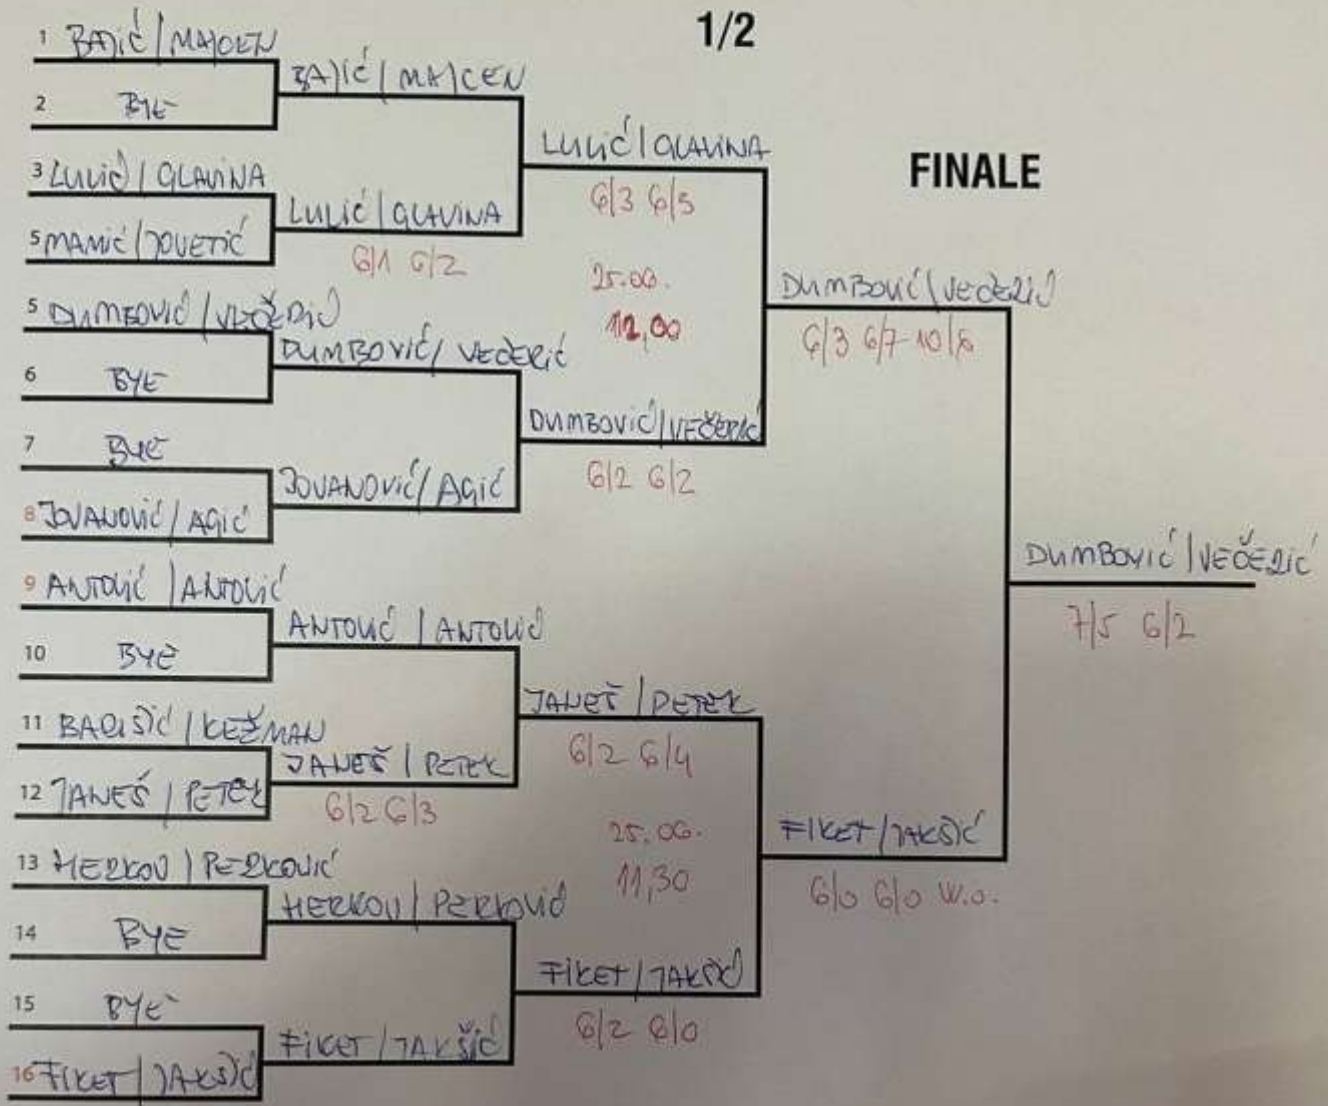 1/2
FINALE
1 BAJIĆ / MAJCEN
2 BYE
3 LULIĆ / GLAVINA
5 MAMIĆ / JOVETIĆ
5 DUMBOVIĆ / VEČERIĆ
6 BYE
7 BYE
8 JOVANOVIĆ / AGIĆ
9 ANTOLIĆ / ANTOLIĆ
10 BYE
11 BARIŠIĆ / KEŽMAN
12 JANEŠ / PETEK
13 HERKOV / PERKOVIĆ
14 BYE
15 BYE
16 FIKET / JAKŠIĆ
BAJIĆ / MAJCEN
LULIĆ / GLAVINA
6/1 6/2
DUMBOVIĆ / VEČERIĆ
JOVANOVIĆ / AGIĆ
ANTOLIĆ / ANTOLIĆ
JANEŠ / PETEK
6/2 6/3
HERKOV / PERKOVIĆ
FIKET / JAKŠIĆ
LULIĆ / GLAVINA
6/3 6/5
25.06.
12,00
DUMBOVIĆ / VEČERIĆ
6/2 6/2
JANEŠ / PETEK
6/2 6/4
25.06.
11,30
FIKET / JAKŠIĆ
6/2 6/0
DUMBOVIĆ / VEČERIĆ
6/3 6/7 10/8
FIKET / JAKŠIĆ
6/0 6/0 W.O.
DUMBOVIĆ / VEČERIĆ
7/5 6/2